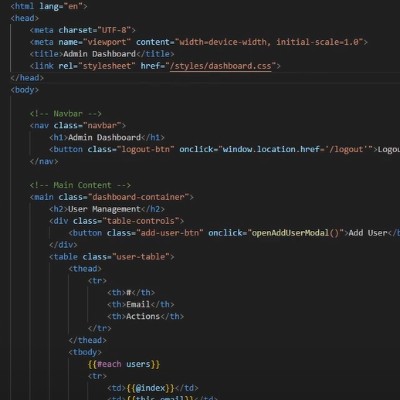 <html lang="en">
<head>
<meta charset="UTF-8">
<meta name="viewport" content="width=device-width, initial-scale=1.0">
<title>Admin Dashboard</title>
<link rel="stylesheet" href="/styles/dashboard.css">
</head>
<body>
<!-- Navbar -->
<nav class="navbar">
<h1>Admin Dashboard</h1>
<button class="logout-btn" onclick="window.location.href='/logout'">Logou
</nav>
<!-- Main Content -->
<main class="dashboard-container">
<h2>User Management</h2>
<div class="table-controls">
<button class="add-user-btn" onclick="openAddUserModal()">Add User</b
</div>
<table class="user-table">
<thead>
<tr>
<th>#</th>
<th>Email</th>
<th>Actions</th>
</tr>
</thead>
<tbody>
{{#each users}}
<tr>
<td>{{@index}}</td>
<td>{{this.email}}</td>